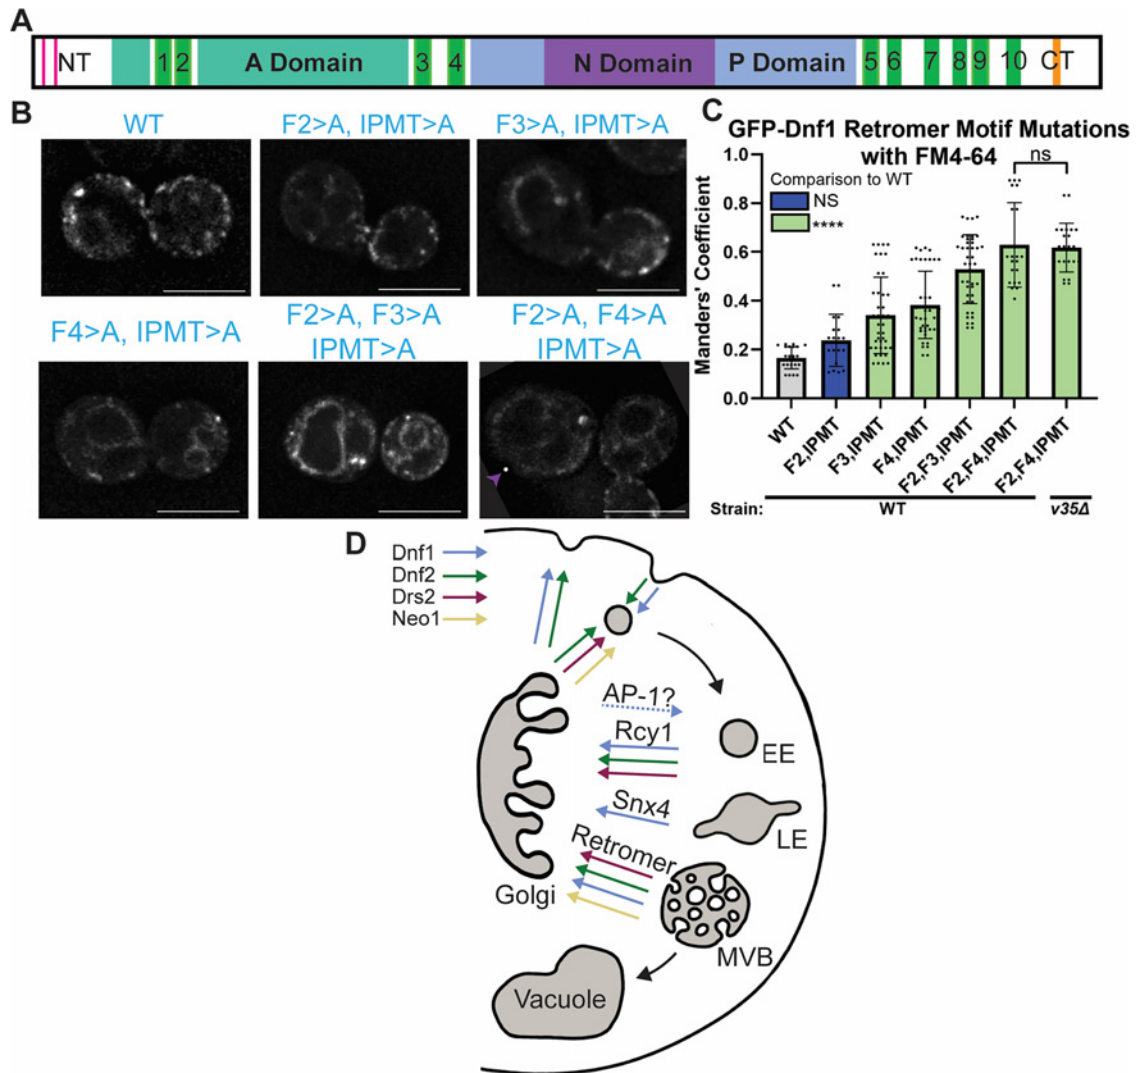 A
NT 1 2 A Domain 3 4 N Domain P Domain 5 6 7 8 9 10 CT
B
WT
F2>A, IPMT>A
F3>A, IPMT>A
F4>A, IPMT>A
F2>A, F3>A
IPMT>A
F2>A, F4>A
IPMT>A
C
GFP-Dnf1 Retromer Motif Mutations
with FM4-64
ns
Comparison to WT
NS
****
Manders' Coefficient
1.0
0.8
0.6
0.4
0.2
0.0
WT
F2,IPMT
F3,IPMT
F4,IPMT
F2,F3,IPMT
F2,F4,IPMT
F2,F4,IPMT
Strain: WT v35Δ
D
Dnf1
Dnf2
Drs2
Neo1
AP-1?
Rcy1
EE
Snx4
LE
Retromer
Golgi
MVB
Vacuole